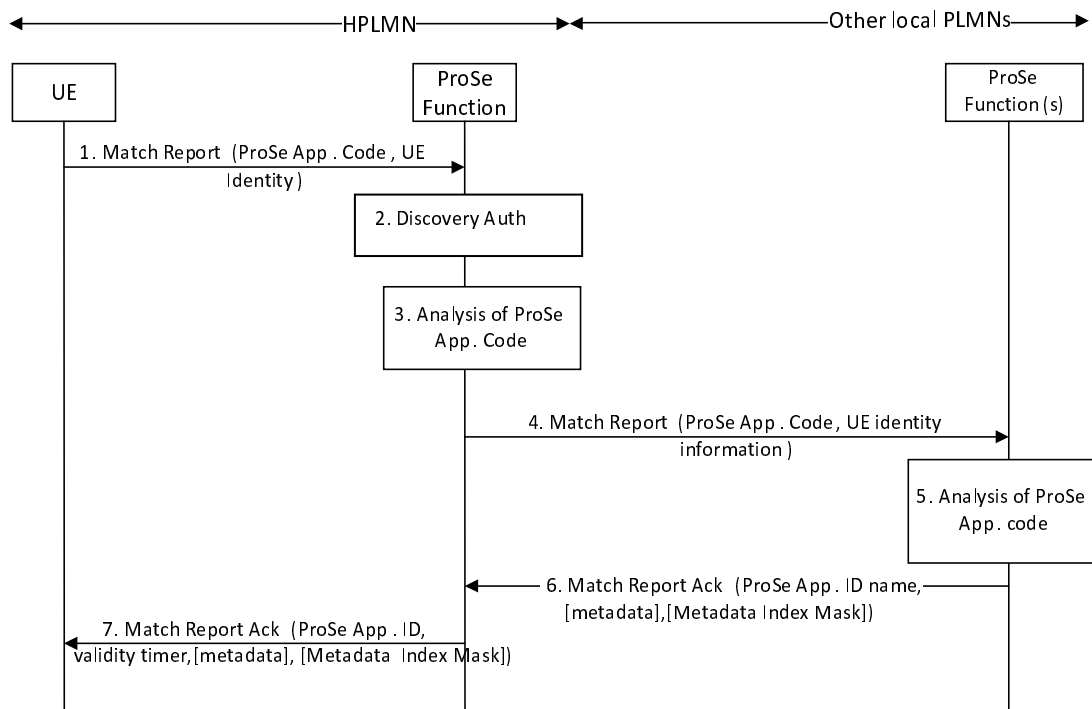 HPLMN
Other local PLMNs
UE
ProSe
Function
ProSe
Function (s)
1. Match Report (ProSe App . Code , UE
Identity )
2. Discovery Auth
3. Analysis of ProSe
App . Code
4. Match Report (ProSe App . Code , UE identity
information )
5. Analysis of ProSe
App. code
6. Match Report Ack (ProSe App . ID name,
[metadata],[Metadata Index Mask])
7. Match Report Ack (ProSe App . ID,
validity timer,[metadata], [Metadata Index Mask])